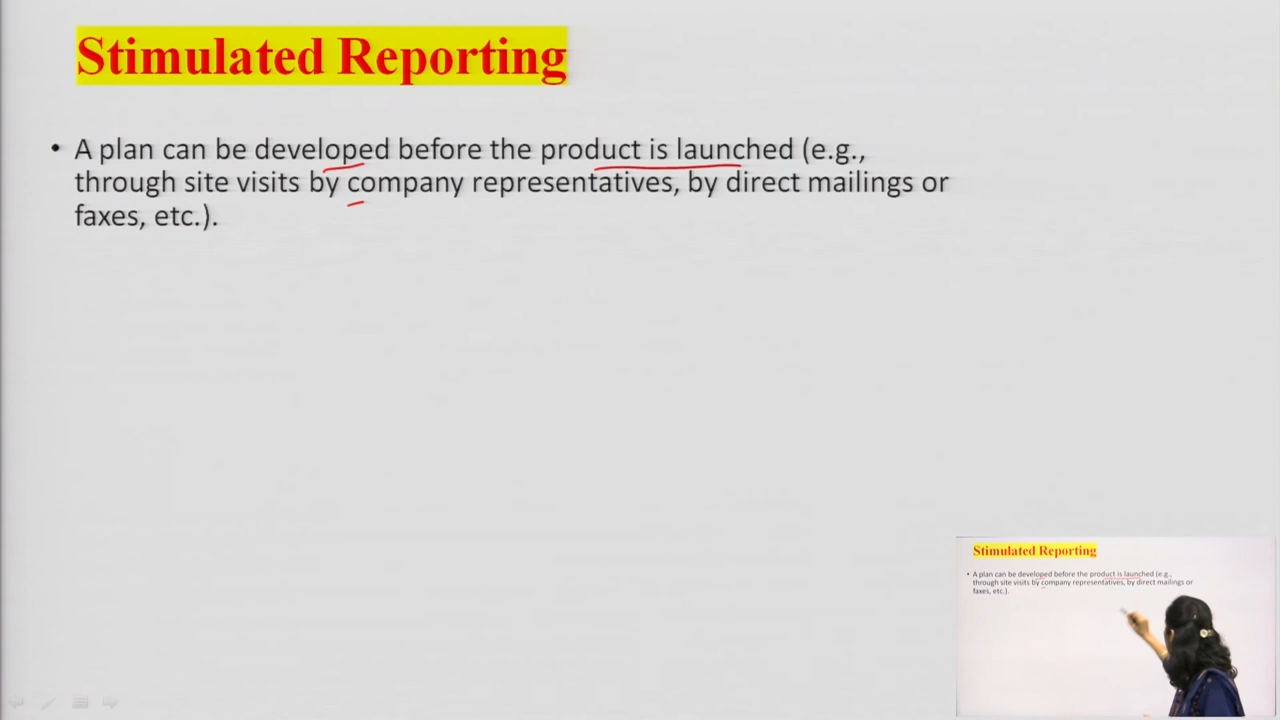 Stimulated Reporting
• A plan can be developed before the product is launched (e.g.,
through site visits by company representatives, by direct mailings or
faxes, etc.).
Stimulated Reporting
• A plan can be developed before the product is launched (e.g.,
through site visits by company representatives, by direct mailings or
faxes, etc.).